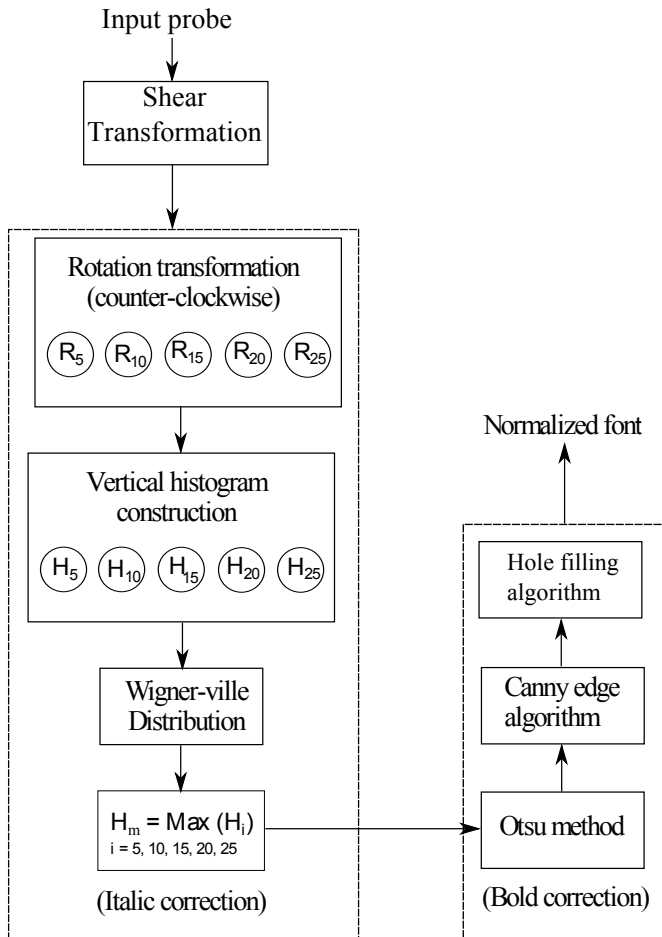 Input probe
Shear
Transformation
Rotation transformation
(counter-clockwise)
R5 R10 R15 R20 R25
Vertical histogram
construction
H5 H10 H15 H20 H25
Wigner-ville
Distribution
Hm = Max (Hi)
i = 5, 10, 15, 20, 25
(Italic correction)
Normalized font
Hole filling
algorithm
Canny edge
algorithm
Otsu method
(Bold correction)